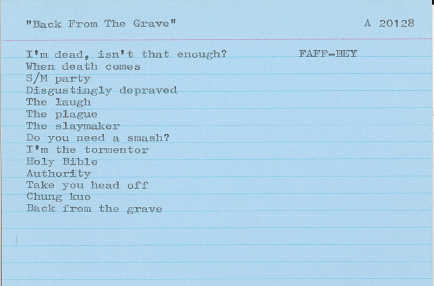 "Back From The Grave" A 20128
I'm dead, isn't that enough? FAFF-BEY
When death comes
S/M party
Disgustingly depraved
The laugh
The plague
The slaymaker
Do you need a smash?
I'm the tormentor
Holy Bible
Authority
Take you head off
Chung kuo
Back from the grave